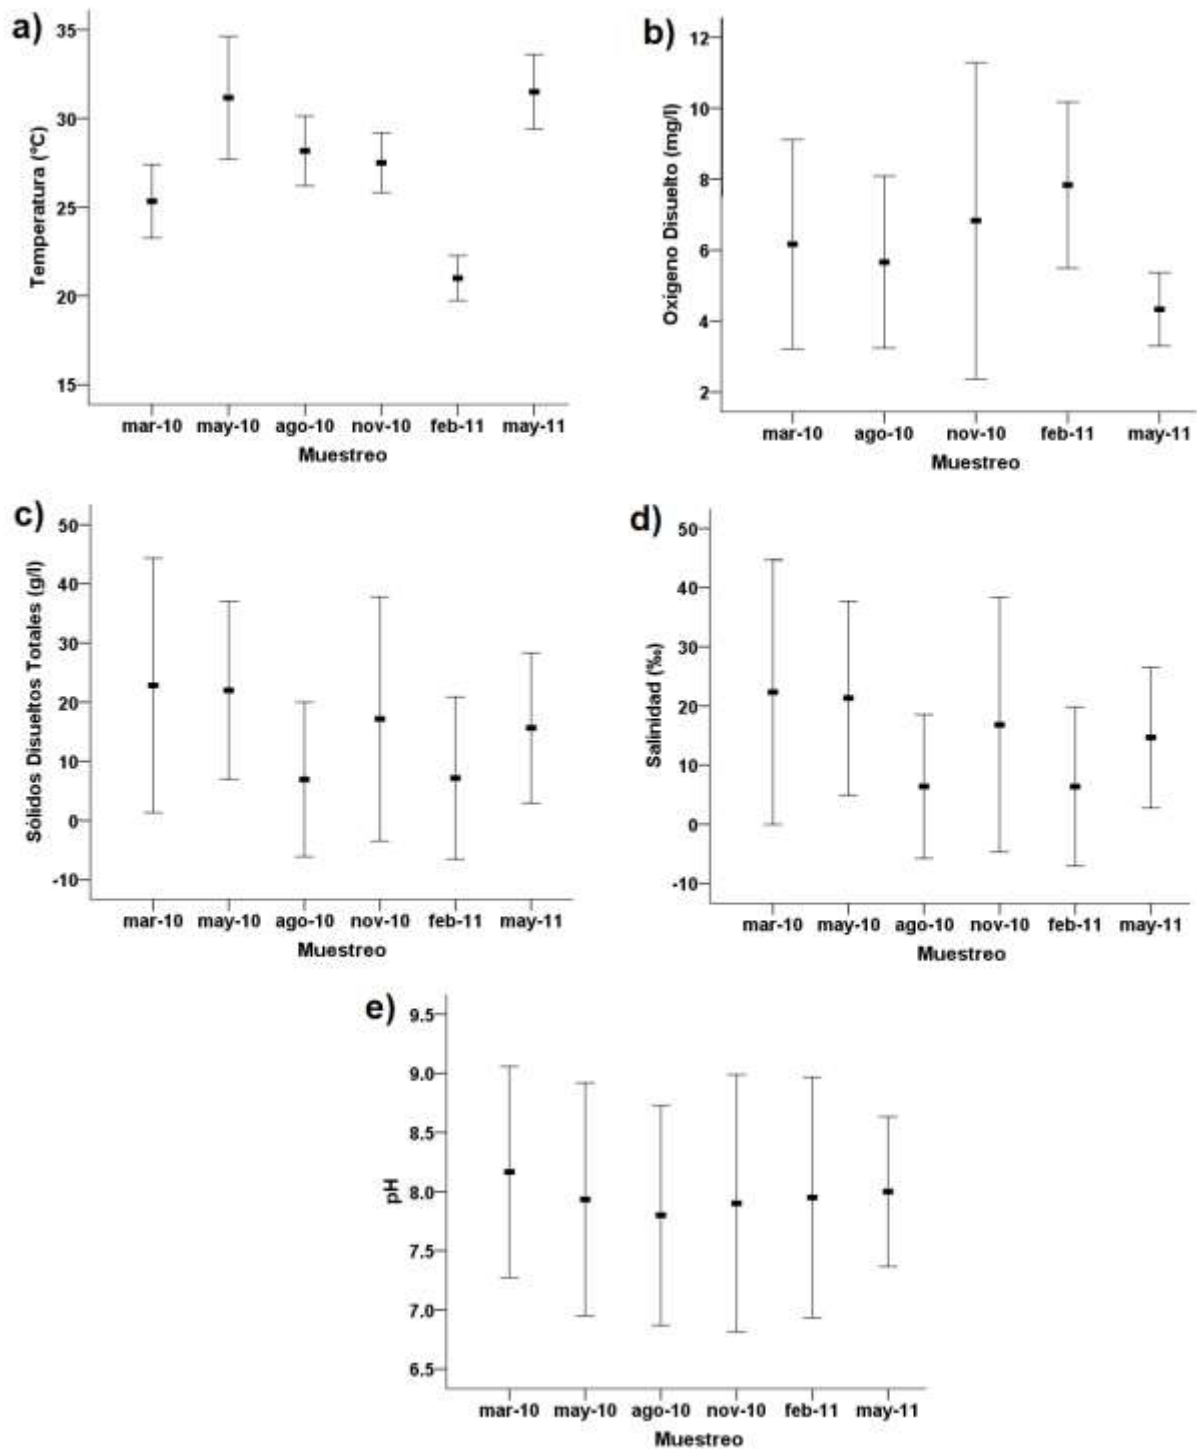 a)
Temperatura (°C)
35
30
25
20
15
mar-10 may-10 ago-10 nov-10 feb-11 may-11
Muestreo
b)
Oxigeno Disuelto (mg/l)
12
10
8
6
4
2
mar-10 ago-10 nov-10 feb-11 may-11
Muestreo
c)
Sólidos Disueltos Totales (g/l)
50
40
30
20
10
0
-10
mar-10 may-10 ago-10 nov-10 feb-11 may-11
Muestreo
d)
Salinidad (‰)
50
40
30
20
10
0
-10
mar-10 may-10 ago-10 nov-10 feb-11 may-11
Muestreo
e)
pH
9.5
9.0
8.5
8.0
7.5
7.0
6.5
mar-10 may-10 ago-10 nov-10 feb-11 may-11
Muestreo